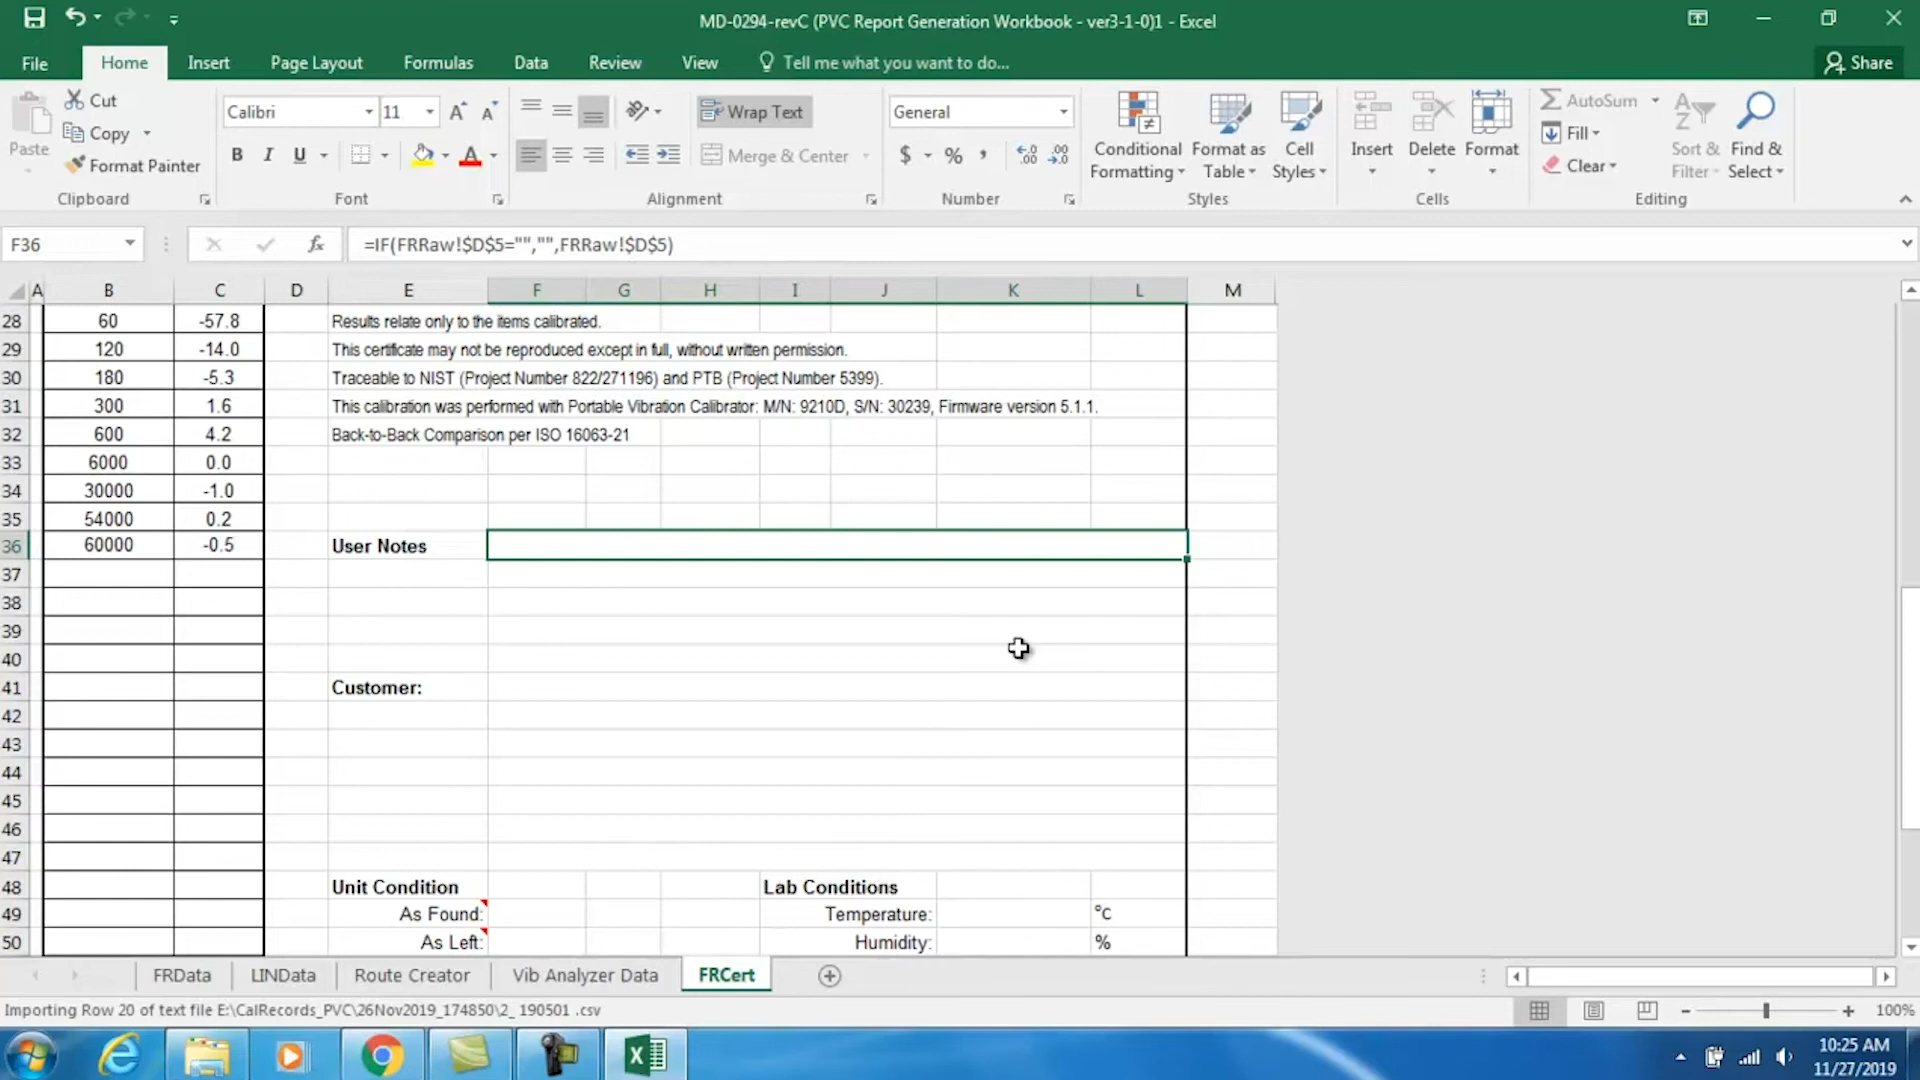 MD-0294-revC (PVC Report Generation Workbook - ver3-1-0)1 - Excel
File Home Insert Page Layout Formulas Data Review View Tell me what you want to do... Share
Paste
Cut
Copy
Format Painter
Clipboard
Calibri 11
B I U
Font
Wrap Text
Merge & Center
Alignment
General
$ % ,
Number
Conditional Formatting
Format as Table
Cell Styles
Styles
Insert
Delete
Format
Cells
AutoSum
Fill
Clear
Sort & Filter
Find & Select
Editing
F36 fx =IF(FRRaw!$D$5="","",FRRaw!$D$5)
A B C D E F G H I J K L M
28 60 -57.8 Results relate only to the items calibrated.
29 120 -14.0 This certificate may not be reproduced except in full, without written permission.
30 180 -5.3 Traceable to NIST (Project Number 822/271196) and PTB (Project Number 5399).
31 300 1.6 This calibration was performed with Portable Vibration Calibrator: M/N: 9210D, S/N: 30239, Firmware version 5.1.1.
32 600 4.2 Back-to-Back Comparison per ISO 16063-21
33 6000 0.0
34 30000 -1.0
35 54000 0.2
36 60000 -0.5 User Notes
37
38
39
40
41 Customer:
42
43
44
45
46
47
48 Unit Condition Lab Conditions
49 As Found: Temperature: °C
50 As Left: Humidity: %
FRData LINData Route Creator Vib Analyzer Data FRCert
Importing Row 20 of text file E:\CalRecords_PVC\26Nov2019_174850\2_ 190501 .csv
100%
10:25 AM
11/27/2019